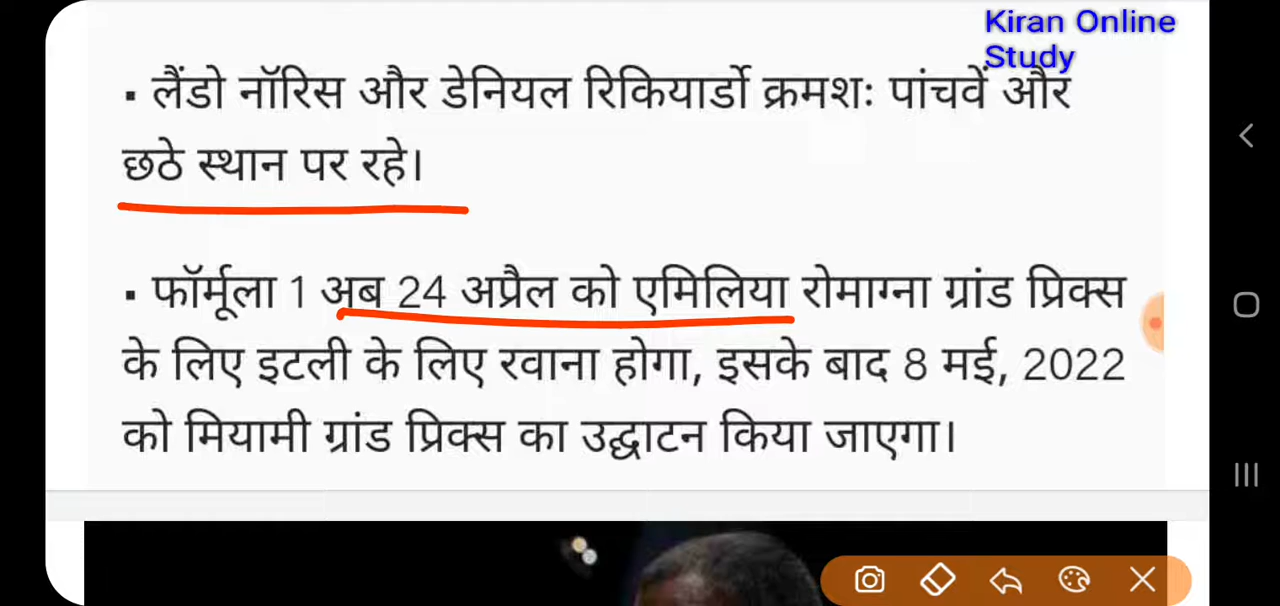 Kiran Online
Study
▪ लैंडो नॉरिस और डेनियल रिकियार्डो क्रमशः पांचवें और
छठे स्थान पर रहे।
▪ फॉर्मूला 1 अब 24 अप्रैल को एमिलिया रोमाग्ना ग्रांड प्रिक्स
के लिए इटली के लिए रवाना होगा, इसके बाद 8 मई, 2022
को मियामी ग्रांड प्रिक्स का उद्घाटन किया जाएगा।